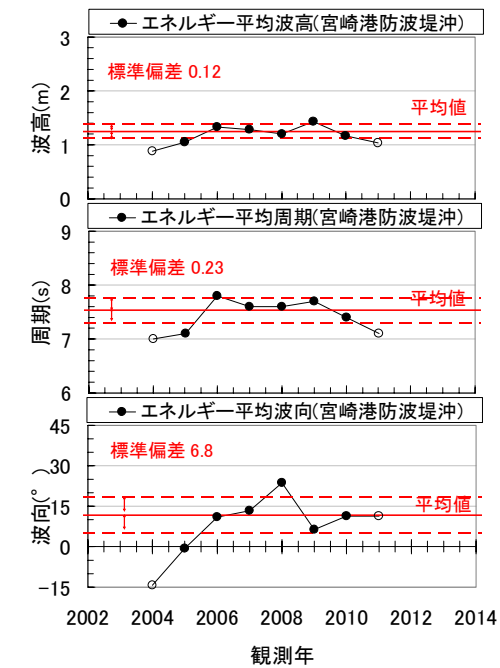 エネルギー平均波高(宮崎港防波堤沖)
3
2
1
0
波高(m)
標準偏差 0.12
平均値
エネルギー平均周期(宮崎港防波堤沖)
9
8
7
6
周期(s)
標準偏差 0.23
平均値
エネルギー平均波向(宮崎港防波堤沖)
45
30
15
0
−15
波向(°)
標準偏差 6.8
平均値
2002 2004 2006 2008 2010 2012 2014
観測年